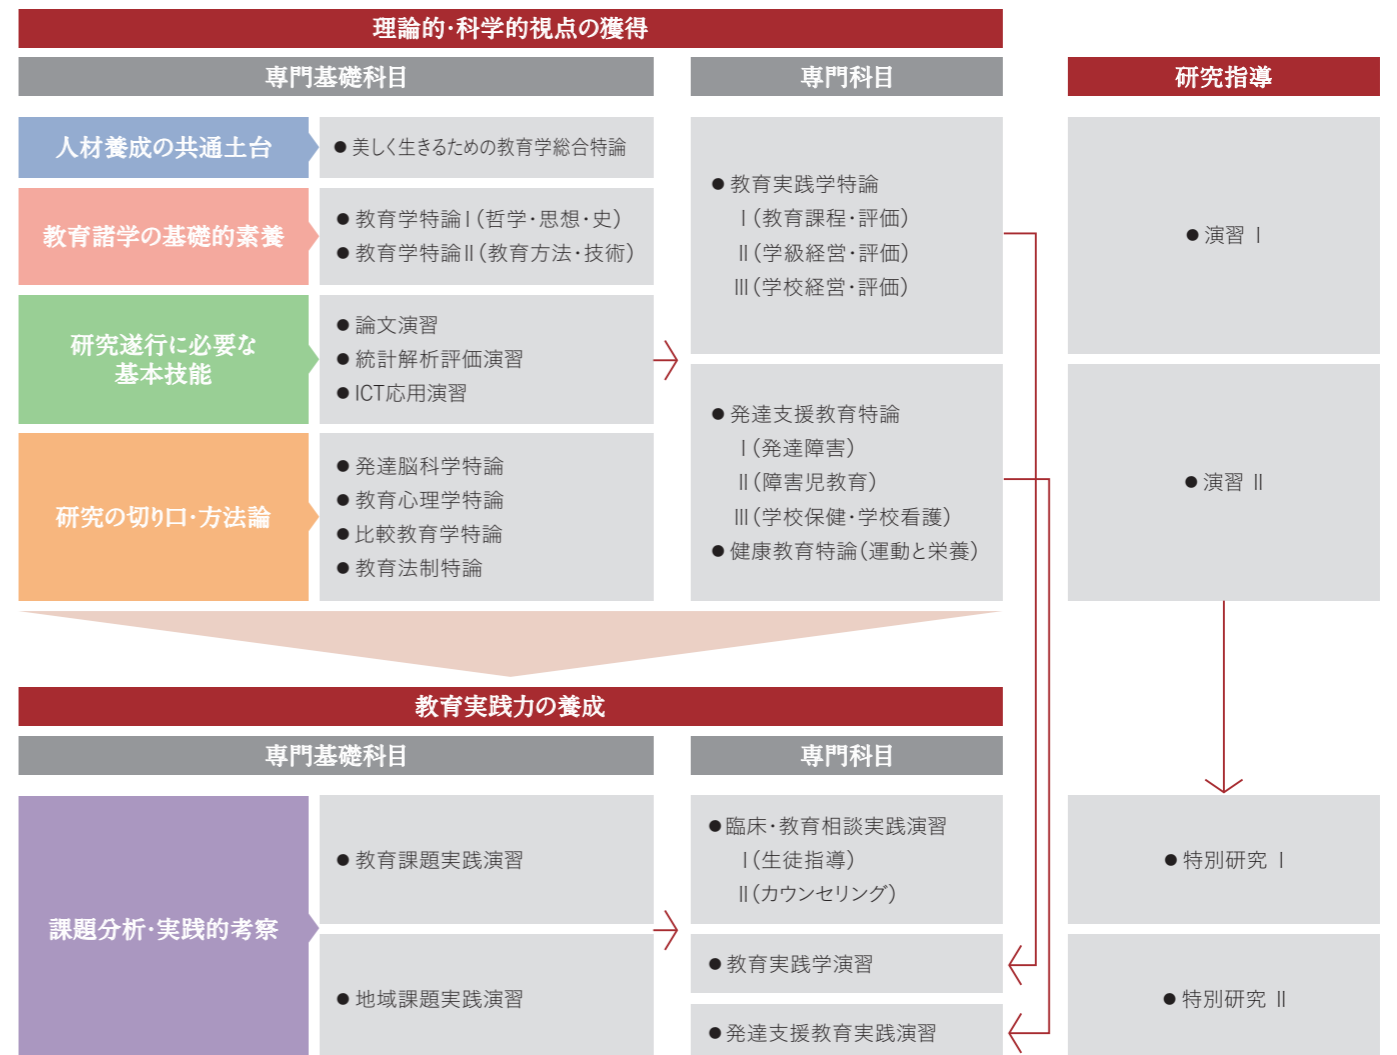 理論的・科学的視点の獲得
専門基礎科目
専門科目
研究指導
人材養成の共通土台
●美しく生きるための教育学総合特論
教育諸学の基礎的素養
●教育学特論Ⅰ(哲学・思想・史)
●教育学特論Ⅱ(教育方法・技術)
研究遂行に必要な
基本技能
●論文演習
●統計解析評価演習
●ICT応用演習
研究の切り口・方法論
●発達脳科学特論
●教育心理学特論
●比較教育学特論
●教育法制特論
●教育実践学特論
Ⅰ(教育課程・評価)
Ⅱ(学級経営・評価)
Ⅲ(学校経営・評価)
●発達支援教育特論
Ⅰ(発達障害)
Ⅱ(障害児教育)
Ⅲ(学校保健・学校看護)
●健康教育特論(運動と栄養)
●演習 Ⅰ
●演習 Ⅱ
教育実践力の養成
専門基礎科目
専門科目
課題分析・実践的考察
●教育課題実践演習
●地域課題実践演習
●臨床・教育相談実践演習
Ⅰ(生徒指導)
Ⅱ(カウンセリング)
●教育実践学演習
●発達支援教育実践演習
●特別研究 Ⅰ
●特別研究 Ⅱ